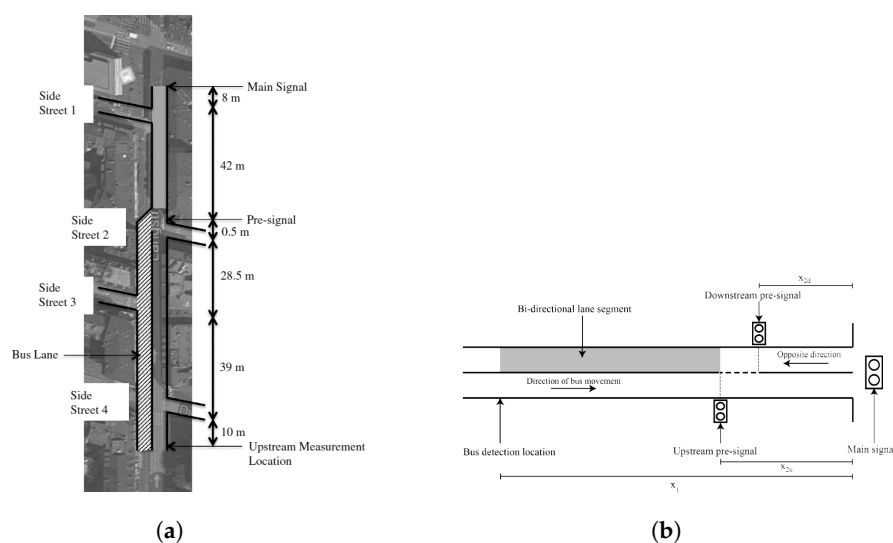 Main Signal
8 m
Side
Street 1
42 m
Pre-signal
0.5 m
Side
Street 2
28.5 m
Side
Street 3
Bus Lane
39 m
Side
Street 4
10 m
Upstream Measurement
Location
(a)
x2d
Downstream pre-signal
Bi-directional lane segment
Opposite direction
Direction of bus movement
Bus detection location
Upstream pre-signal
Main signa
x2u
x1
(b)